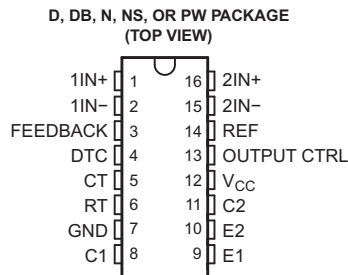 D, DB, N, NS, OR PW PACKAGE
(TOP VIEW)
1IN+ 1 16 2IN+
1IN− 2 15 2IN−
FEEDBACK 3 14 REF
DTC 4 13 OUTPUT CTRL
CT 5 12 VCC
RT 6 11 C2
GND 7 10 E2
C1 8 9 E1